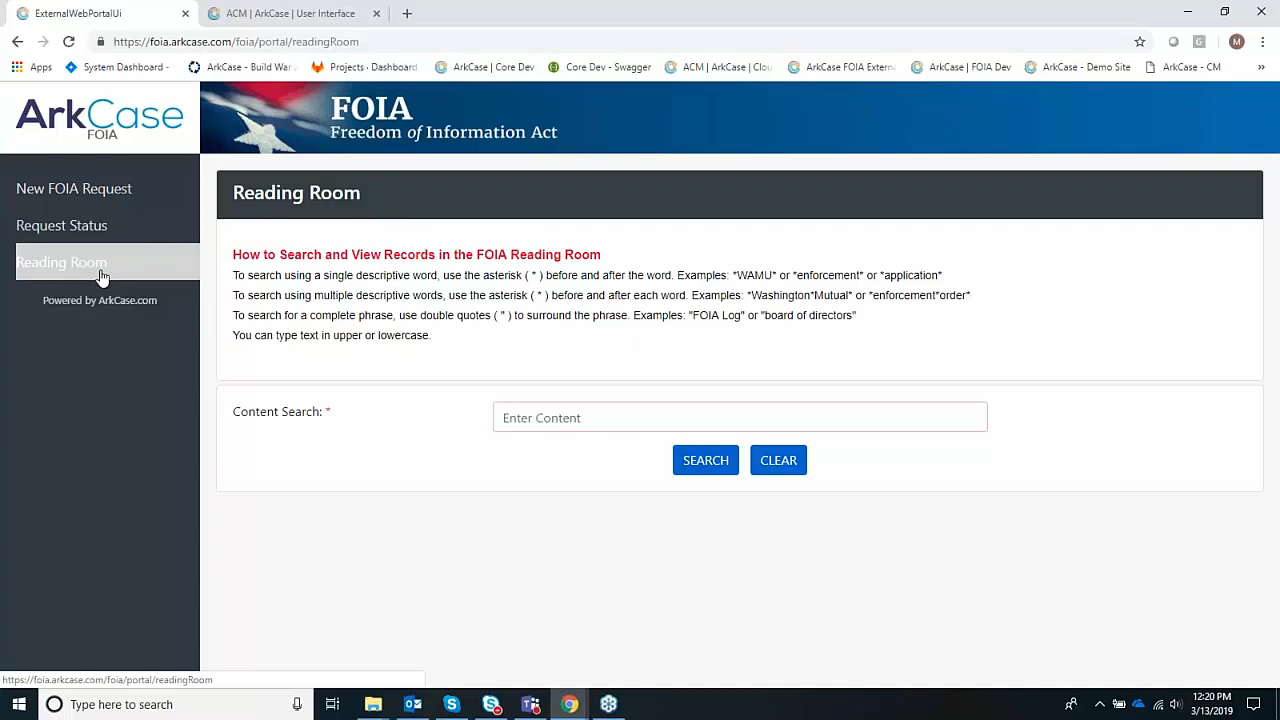 ExternalWebPortalUi
ACM | ArkCase | User Interface
https://foia.arkcase.com/foia/portal/readingRoom
G
M
Apps
System Dashboard -
ArkCase - Build War
Projects · Dashboard
ArkCase | Core Dev
Core Dev - Swagger
ACM | ArkCase | Clou
ArkCase FOIA Extern
ArkCase | FOIA Dev
ArkCase - Demo Site
ArkCase - CM
»
ArkCase
FOIA
FOIA
Freedom of Information Act
New FOIA Request
Request Status
Reading Room
Powered by ArkCase.com
Reading Room
How to Search and View Records in the FOIA Reading Room
To search using a single descriptive word, use the asterisk ( * ) before and after the word. Examples: *WAMU* or *enforcement* or *application*
To search using multiple descriptive words, use the asterisk ( * ) before and after each word. Examples: *Washington*Mutual* or *enforcement*order*
To search for a complete phrase, use double quotes ( " ) to surround the phrase. Examples: "FOIA Log" or "board of directors"
You can type text in upper or lowercase.
Content Search: *
Enter Content
SEARCH
CLEAR
https://foia.arkcase.com/foia/portal/readingRoom
Type here to search
12:20 PM
3/13/2019